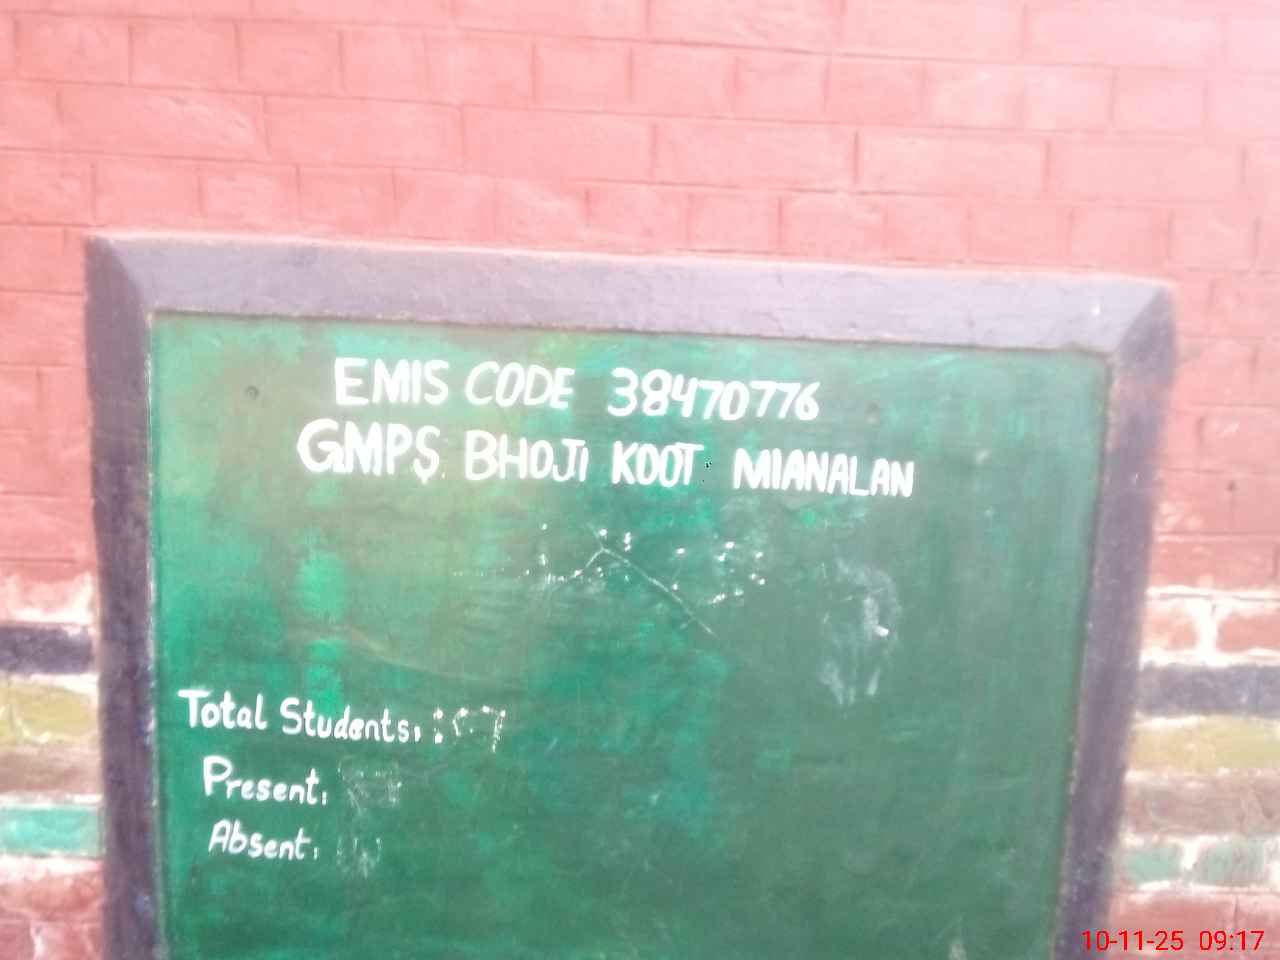 EMIS CODE 38470776
GMPS. BHOJI KOOT. MIANALAN
Total Students:
Present:
Absent:
10-11-25 09:17